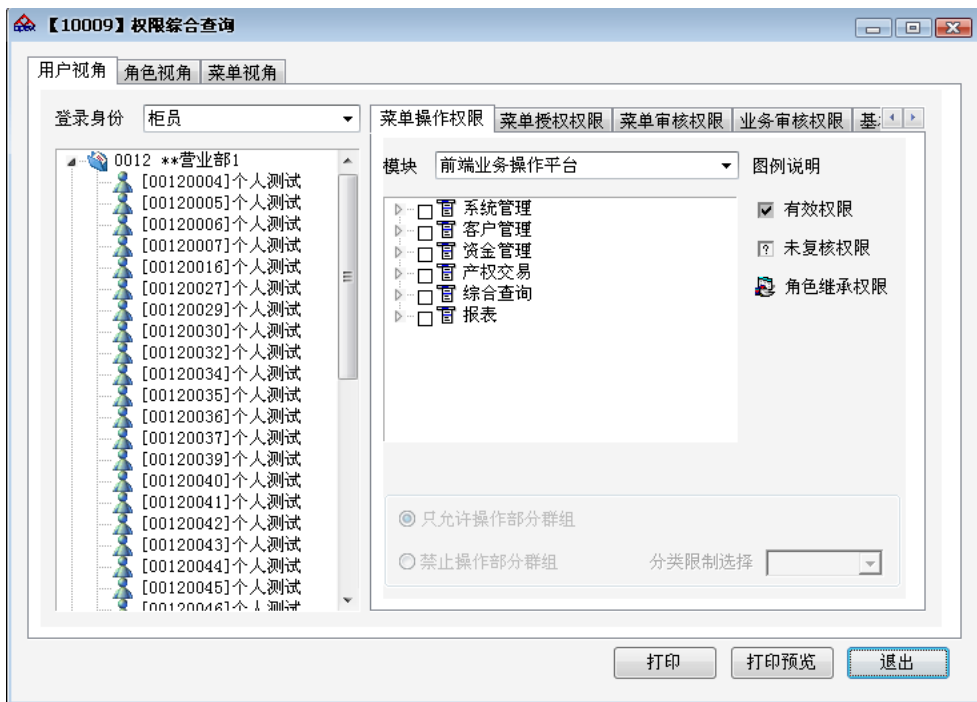 【10009】权限综合查询
用户视角 角色视角 菜单视角
登录身份 柜员
0012 **营业部1
[00120004]个人测试
[00120005]个人测试
[00120006]个人测试
[00120007]个人测试
[00120016]个人测试
[00120027]个人测试
[00120029]个人测试
[00120030]个人测试
[00120032]个人测试
[00120034]个人测试
[00120035]个人测试
[00120036]个人测试
[00120037]个人测试
[00120039]个人测试
[00120040]个人测试
[00120041]个人测试
[00120042]个人测试
[00120043]个人测试
[00120044]个人测试
[00120045]个人测试
[00120046]个人测试
菜单操作权限 菜单授权权限 菜单审核权限 业务审核权限 基
模块 前端业务操作平台
系统管理
客户管理
资金管理
产权交易
综合查询
报表
图例说明
有效权限
未复核权限
角色继承权限
只允许操作部分群组
禁止操作部分群组 分类限制选择
打印 打印预览 退出